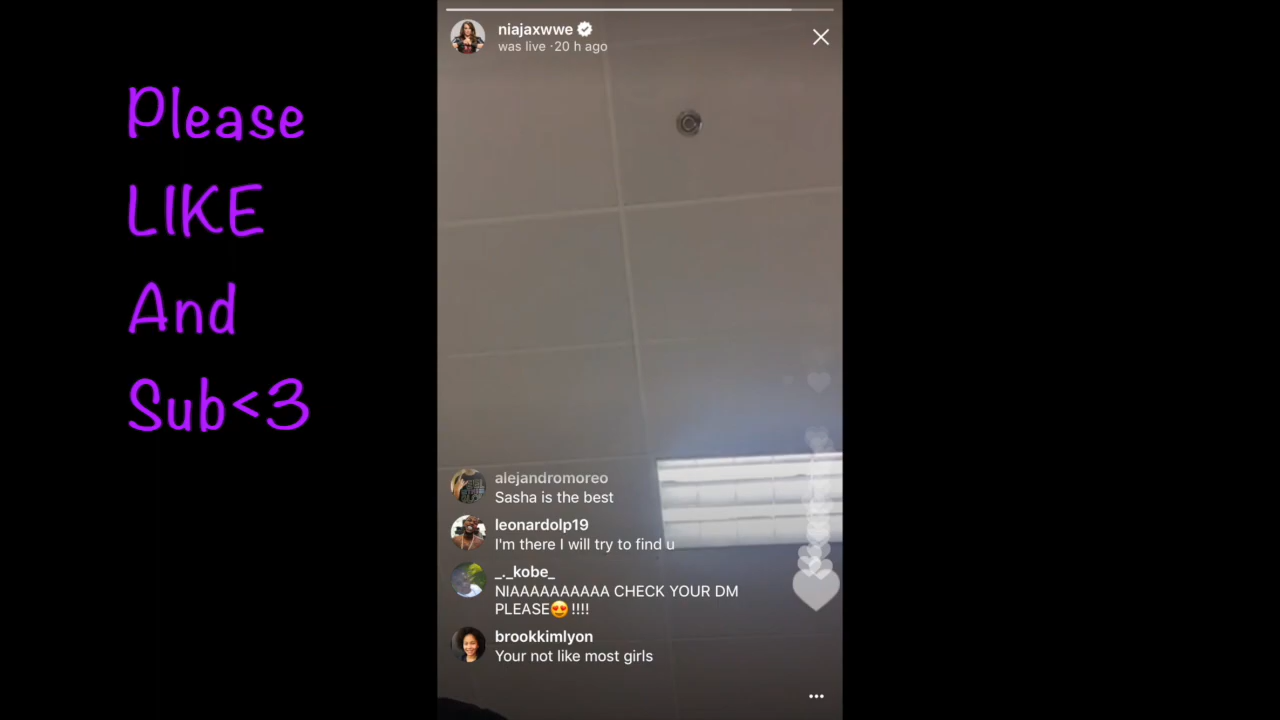 Please
LIKE
And
Sub<3
niajaxwwe
was live ·20 h ago
alejandromoreo
Sasha is the best
leonardolp19
I'm there I will try to find u
_._kobe_
NIAAAAAAAAAA CHECK YOUR DM
PLEASE😍!!!!
brookkimlyon
Your not like most girls